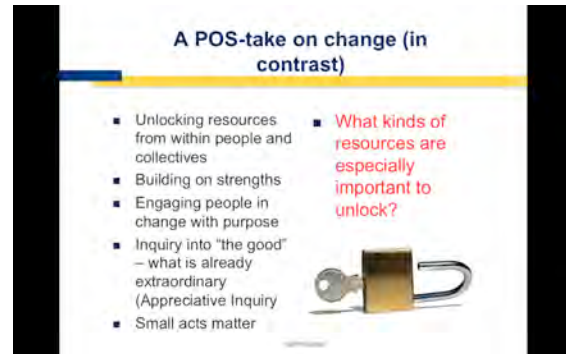 A POS-take on change (in
contrast)
Unlocking resources
from within people and
collectives
Building on strengths
Engaging people in
change with purpose
Inquiry into "the good"
– what is already
extraordinary
(Appreciative Inquiry
Small acts matter
What kinds of
resources are
especially
important to
unlock?